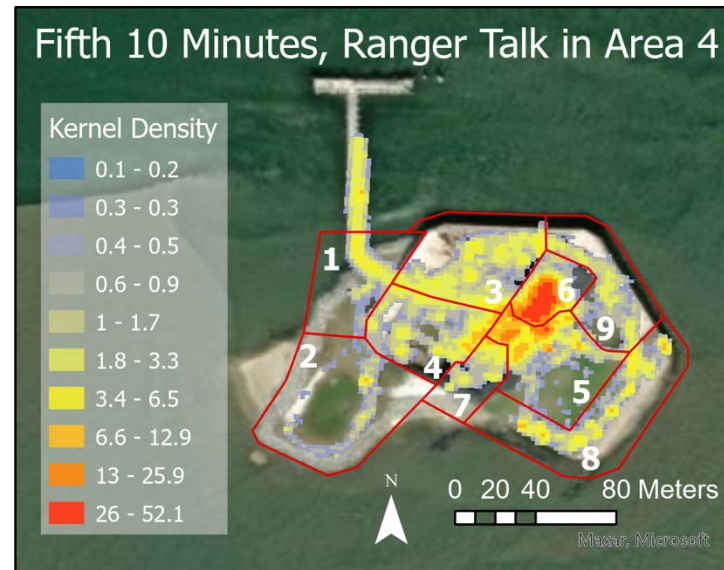 Fifth 10 Minutes, Ranger Talk in Area 4
Kernel Density
0.1 - 0.2
0.3 - 0.3
0.4 - 0.5
0.6 - 0.9
1 - 1.7
1.8 - 3.3
3.4 - 6.5
6.6 - 12.9
13 - 25.9
26 - 52.1
1
2
3
6
9
4
5
7
8
N
0 20 40 80 Meters
Maxar, Microsoft